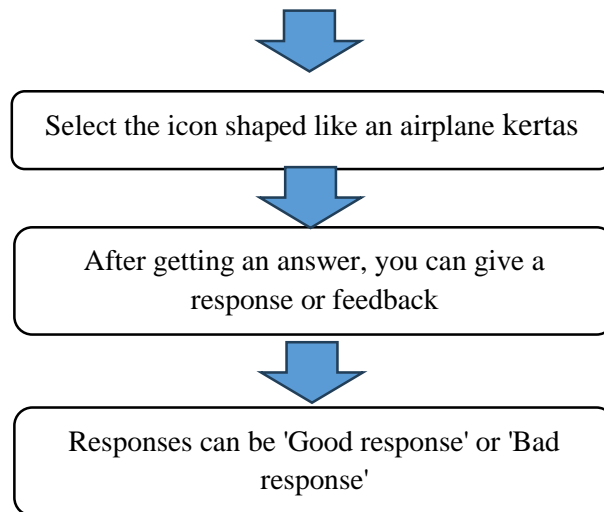 Select the icon shaped like an airplane kertas
After getting an answer, you can give a
response or feedback
Responses can be 'Good response' or 'Bad
response'